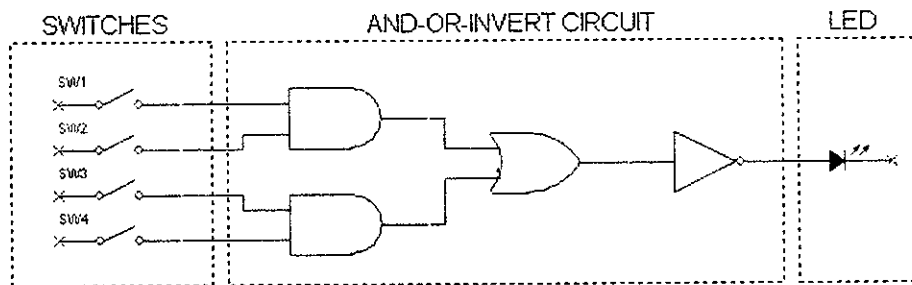 SWITCHES
AND-OR-INVERT CIRCUIT
LED
SW1
SW2
SW3
SW4